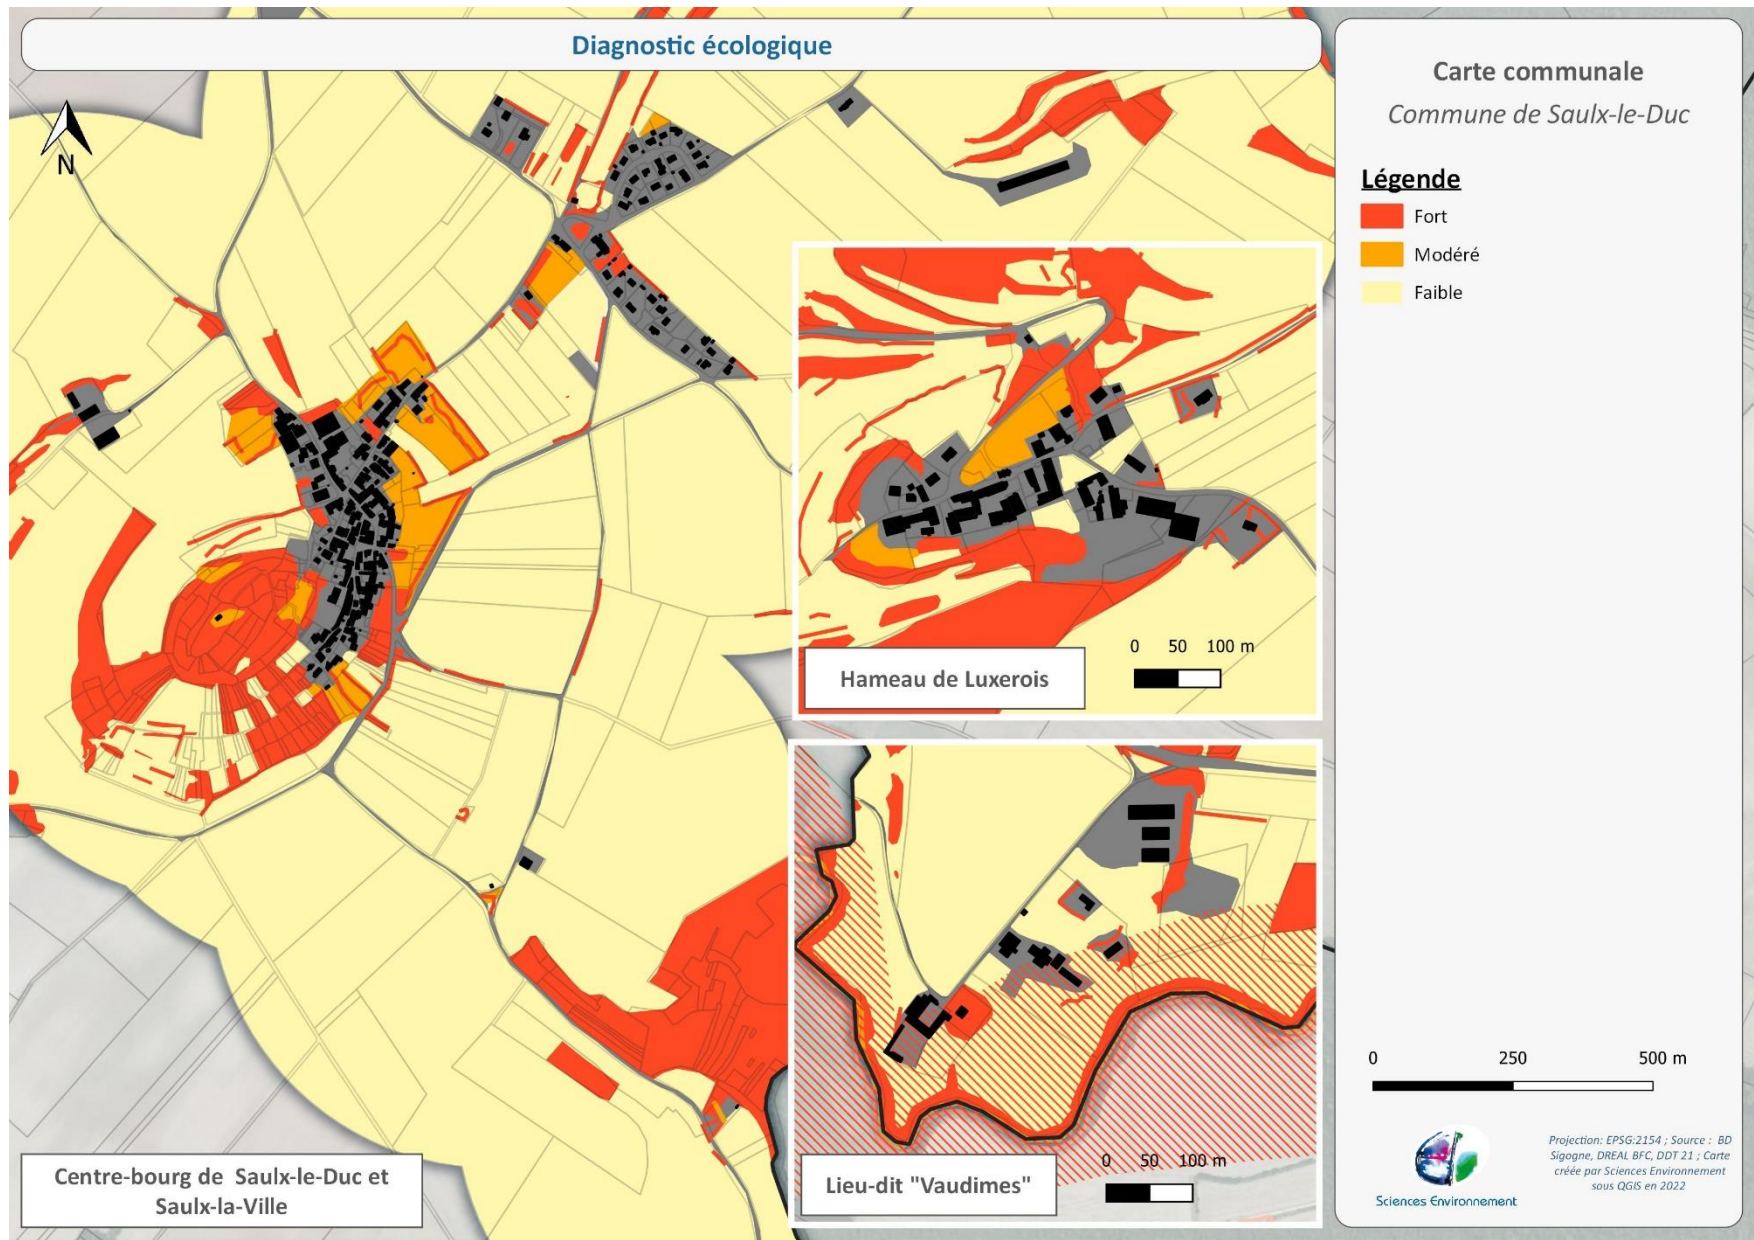 Diagnostic écologique
Carte communale
Commune de Saulx-le-Duc
Légende
Fort
Modéré
Faible
N
0 50 100 m
Hameau de Luxerois
0 50 100 m
Lieu-dit "Vaudimes"
Centre-bourg de Saulx-le-Duc et
Saulx-la-Ville
0 250 500 m
Sciences Environnement
Projection: EPSG:2154 ; Source : BD
Sigogne, DREAL BFC, DDT 21 ; Carte
créée par Sciences Environnement
sous QGIS en 2022